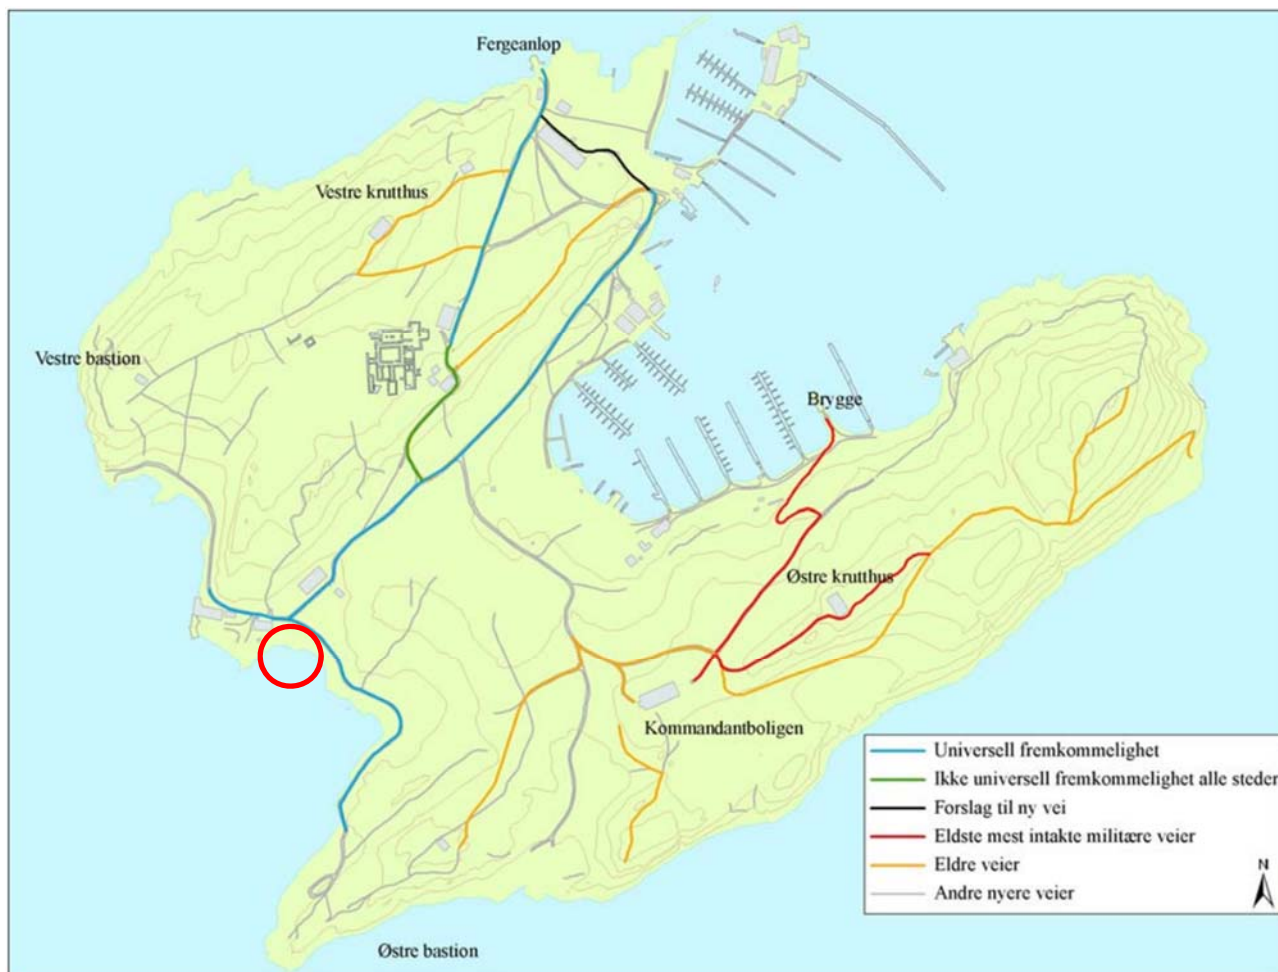 Fergeanløp
Vestre krutthus
Vestre bastion
Brygge
Østre krutthus
Kommandantboligen
Universell fremkommelighet
Ikke universell fremkommelighet alle steder
Forslag til ny vei
Eldste mest intakte militære veier
Eldre veier
Andre nyere veier
N
Østre bastion